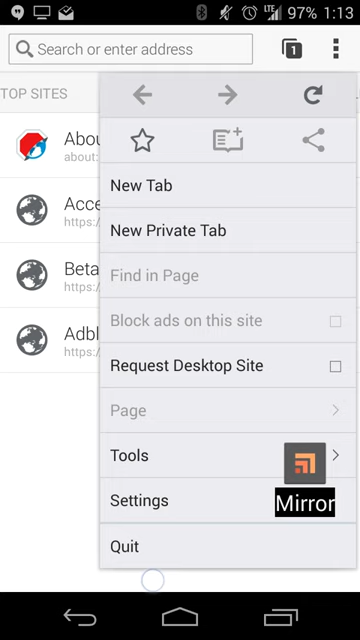 97% 1:13
LTE
Search or enter address
1
TOP SITES
Abou
about:
Acce
https:/
Beta
https:/
Adbl
https:/
New Tab
New Private Tab
Find in Page
Block ads on this site
Request Desktop Site
Page
Tools
Settings
Mirror
Quit